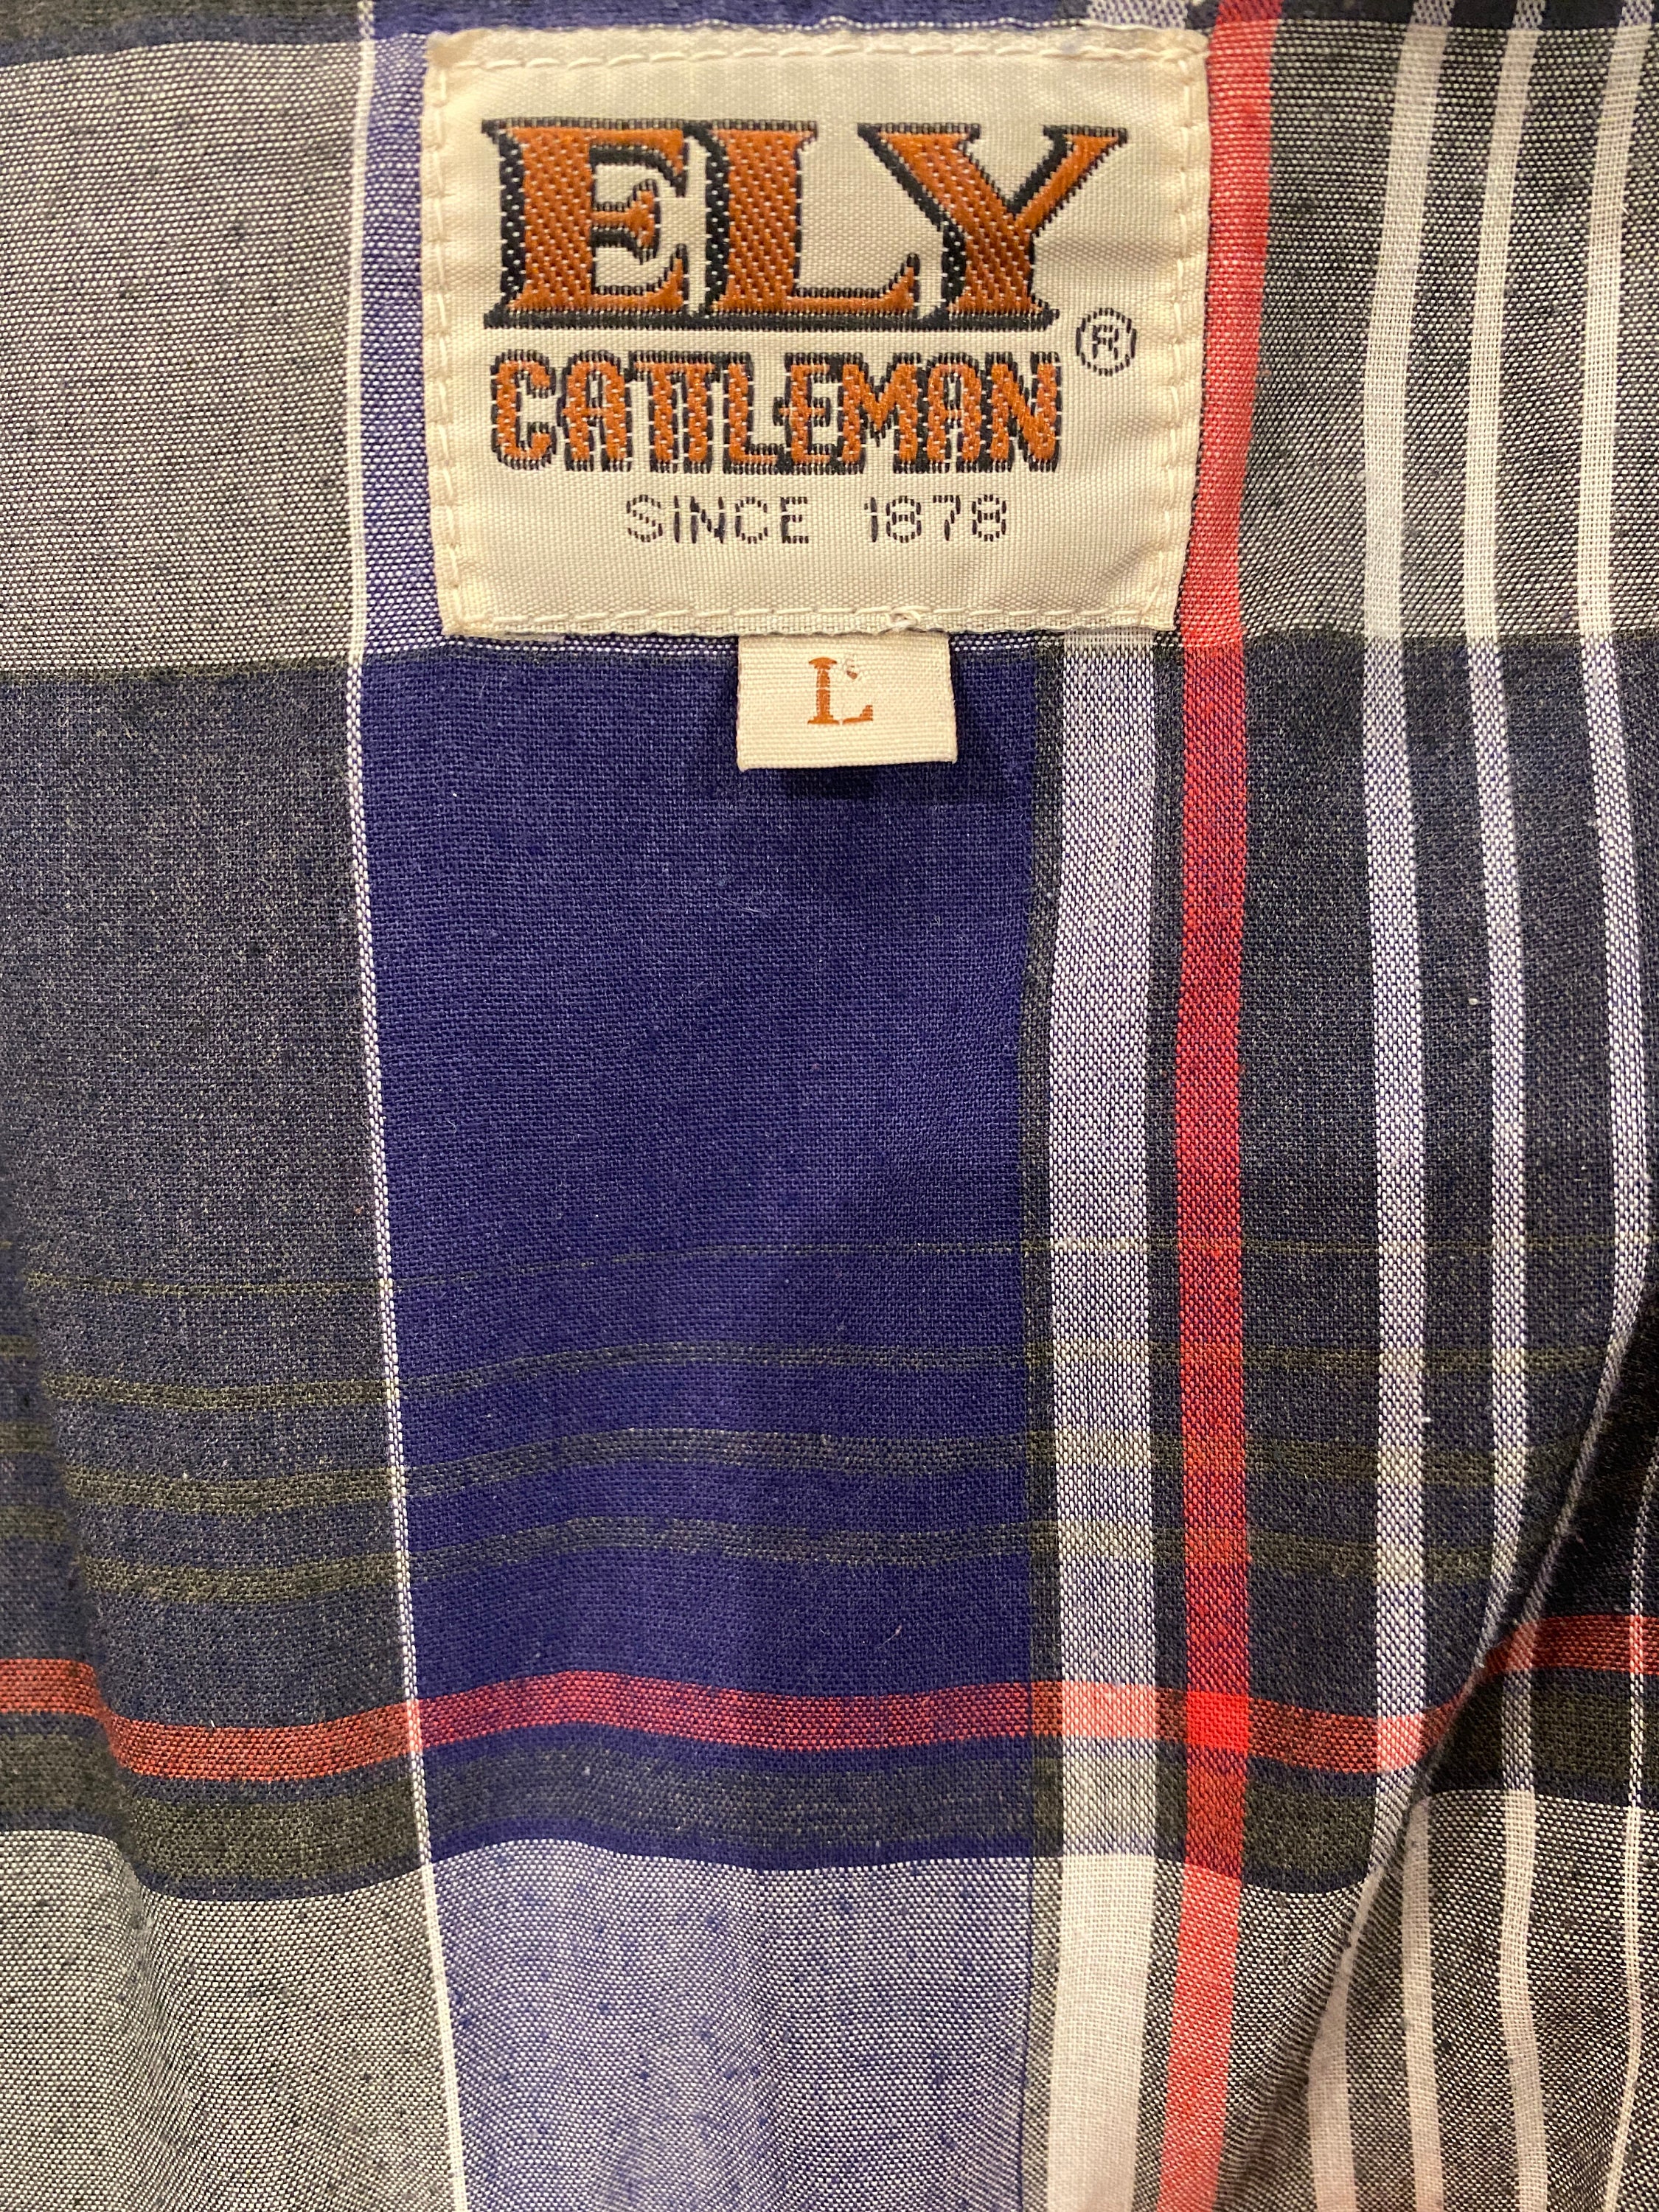 ELY
CATTLEMAN ®
SINCE 1878
L